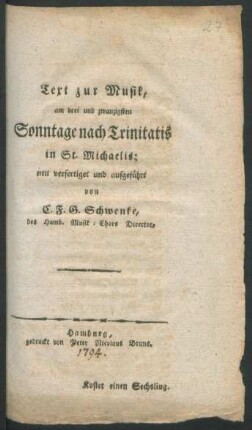 27
Text zur Musik,
am drei und zwanzigsten
Sonntage nach Trinitatis
in St. Michaelis;
neu verfertiget und aufgeführt
von
C. F. G. Schwenke,
des Hamb. Musik-Chors Director.
Hamburg,
gedruckt von Peter Nicolaus Bruns.
1794.
Kostet einen Sechsling.